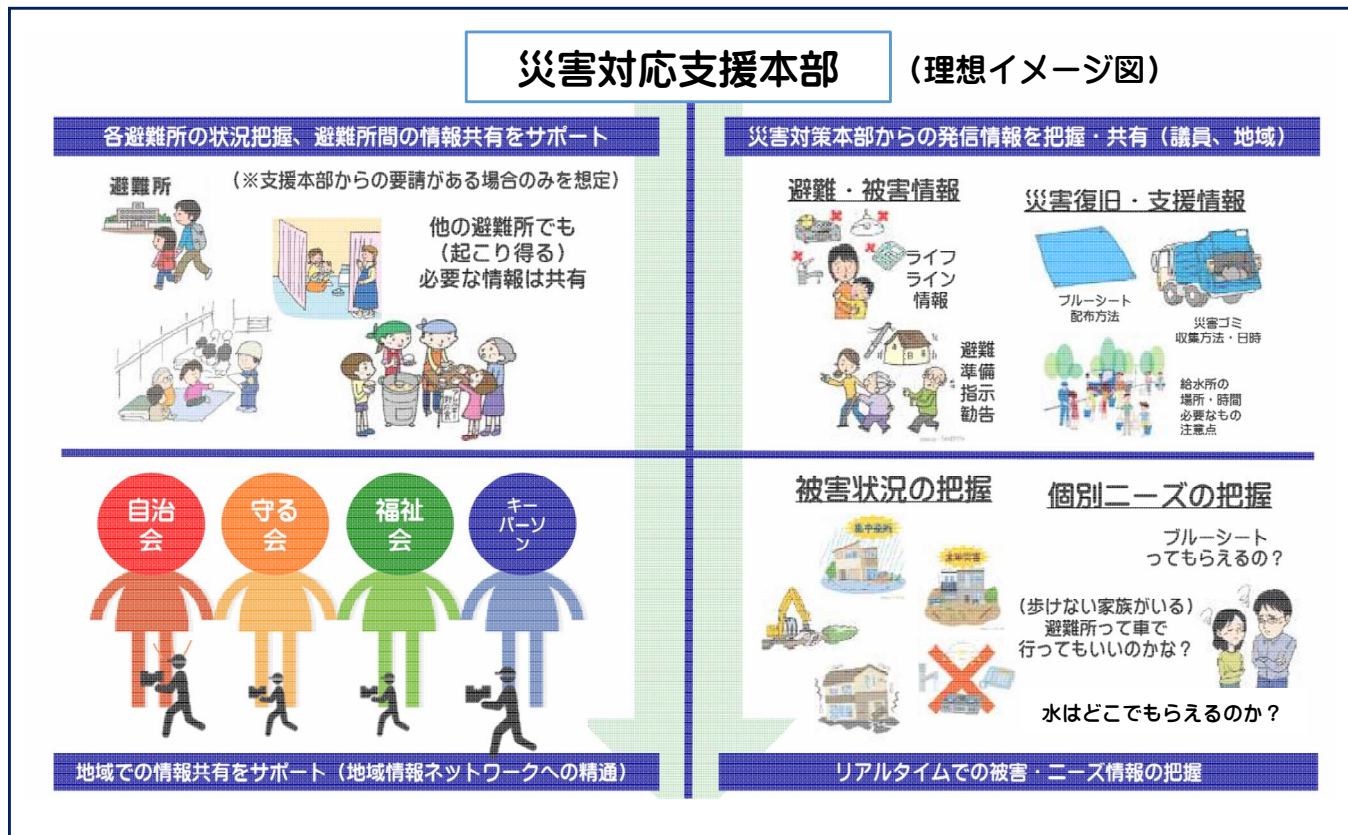 災害対応支援本部
(理想イメージ図)
各避難所の状況把握、避難所間の情報共有をサポート
(※支援本部からの要請がある場合のみを想定)
避難所
他の避難所でも
(起こり得る)
必要な情報は共有
災害対策本部からの発信情報を把握・共有(議員、地域)
避難・被害情報
ライフ
ライン
情報
避難
準備
指示
勧告
災害復旧・支援情報
ブルーシート
配布方法
災害ゴミ
収集方法・日時
給水所の
場所・時間
必要なもの
注意点
自治
会
守る
会
福祉
会
キー
パーソ
ン
地域での情報共有をサポート(地域情報ネットワークへの精通)
被害状況の把握
集中豪雨
土砂災害
個別ニーズの把握
ブルーシート
ってもらえるの?
(歩けない家族がいる)
避難所って車で
行ってもいいのかな?
水はどこでもらえるのか?
リアルタイムでの被害・ニーズ情報の把握